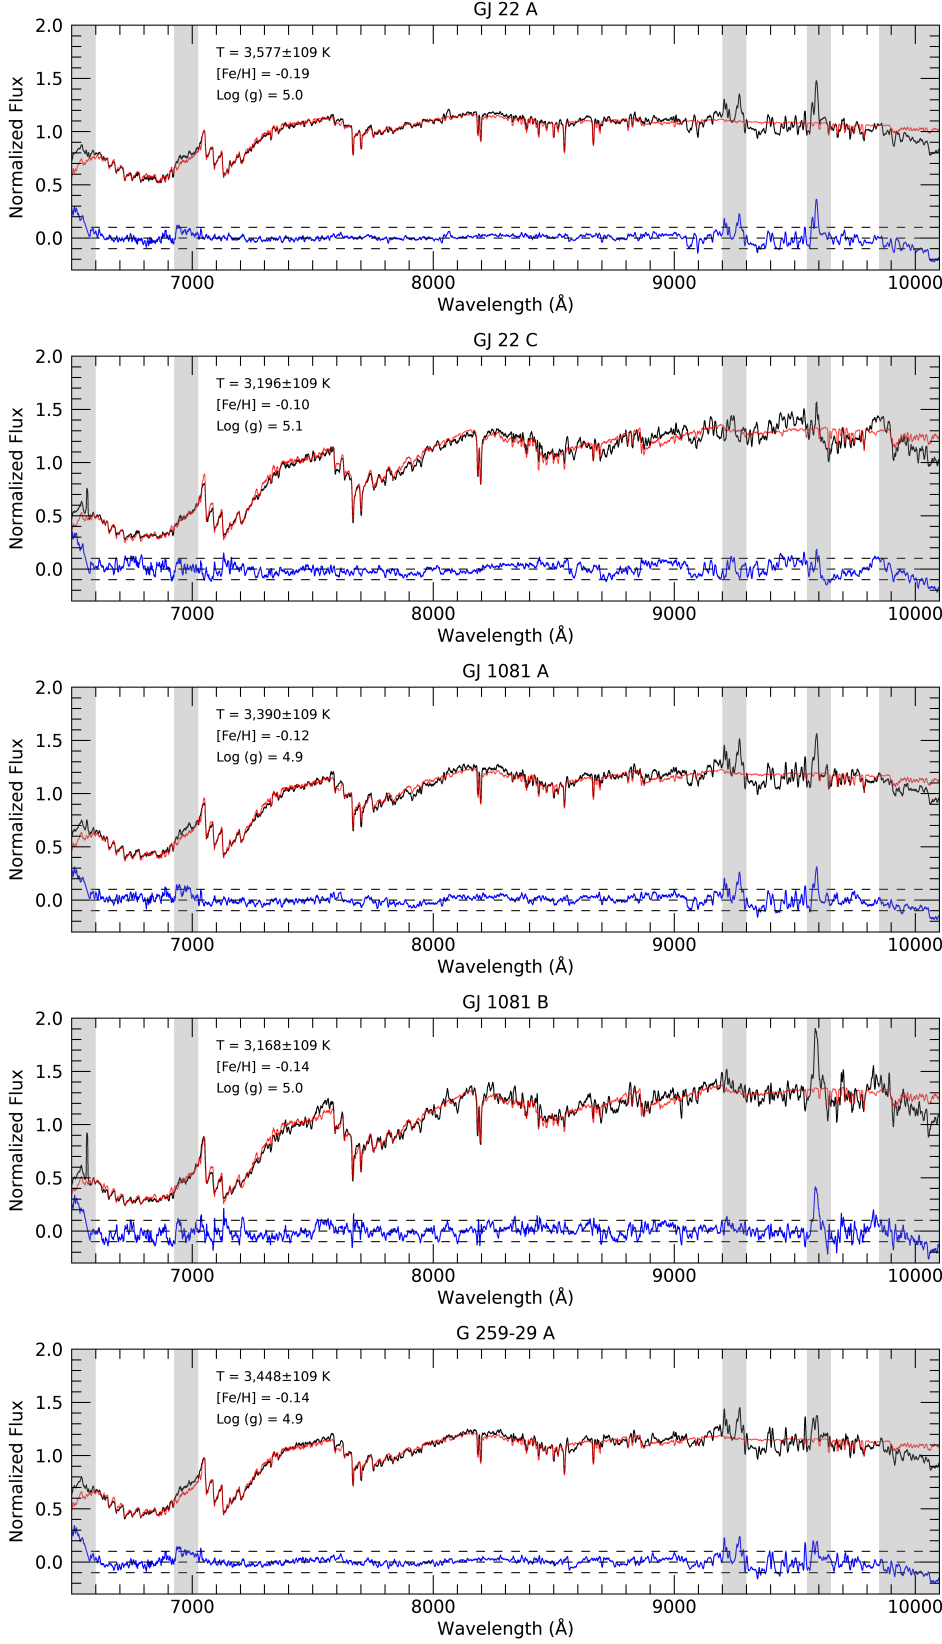 GJ 22 A
T = 3,577±109 K
[Fe/H] = -0.19
Log (g) = 5.0
Normalized Flux
2.0
1.5
1.0
0.5
0.0
7000 8000 9000 10000
Wavelength (Å)
GJ 22 C
T = 3,196±109 K
[Fe/H] = -0.10
Log (g) = 5.1
Normalized Flux
2.0
1.5
1.0
0.5
0.0
7000 8000 9000 10000
Wavelength (Å)
GJ 1081 A
T = 3,390±109 K
[Fe/H] = -0.12
Log (g) = 4.9
Normalized Flux
2.0
1.5
1.0
0.5
0.0
7000 8000 9000 10000
Wavelength (Å)
GJ 1081 B
T = 3,168±109 K
[Fe/H] = -0.14
Log (g) = 5.0
Normalized Flux
2.0
1.5
1.0
0.5
0.0
7000 8000 9000 10000
Wavelength (Å)
G 259-29 A
T = 3,448±109 K
[Fe/H] = -0.14
Log (g) = 4.9
Normalized Flux
2.0
1.5
1.0
0.5
0.0
7000 8000 9000 10000
Wavelength (Å)